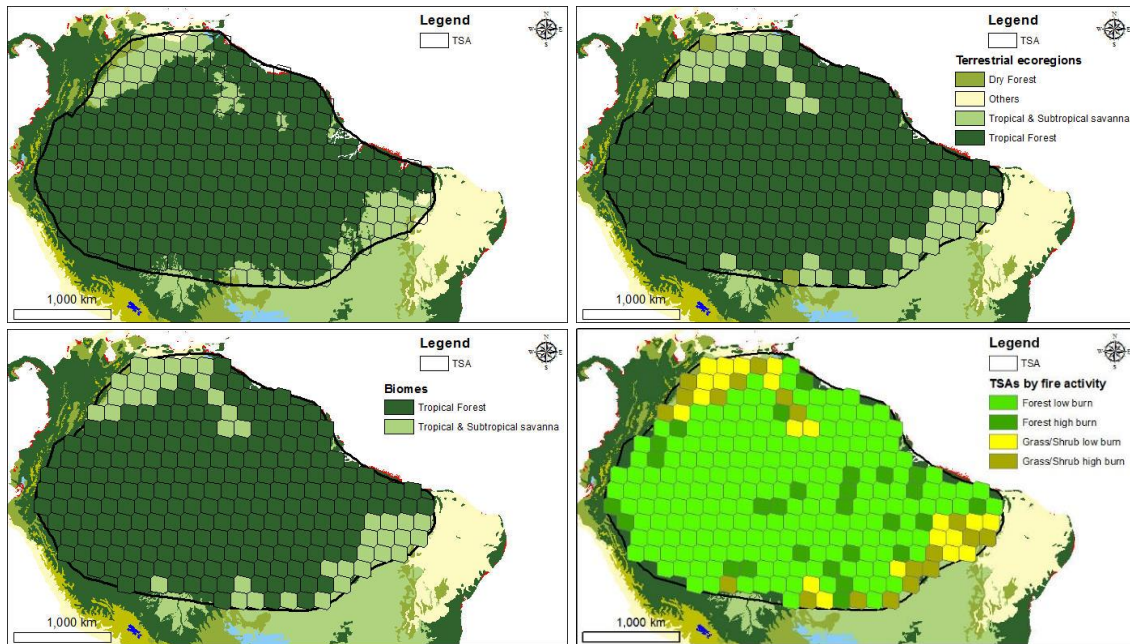 Legend
TSA
1,000 km
N
W
E
S
Legend
TSA
Terrestrial ecoregions
Dry Forest
Others
Tropical & Subtropical savanna
Tropical Forest
1,000 km
N
W
E
S
Legend
TSA
Biomes
Tropical Forest
Tropical & Subtropical savanna
1,000 km
N
W
E
S
Legend
TSA
TSAs by fire activity
Forest low burn
Forest high burn
Grass/Shrub low burn
Grass/Shrub high burn
1,000 km
N
W
E
S